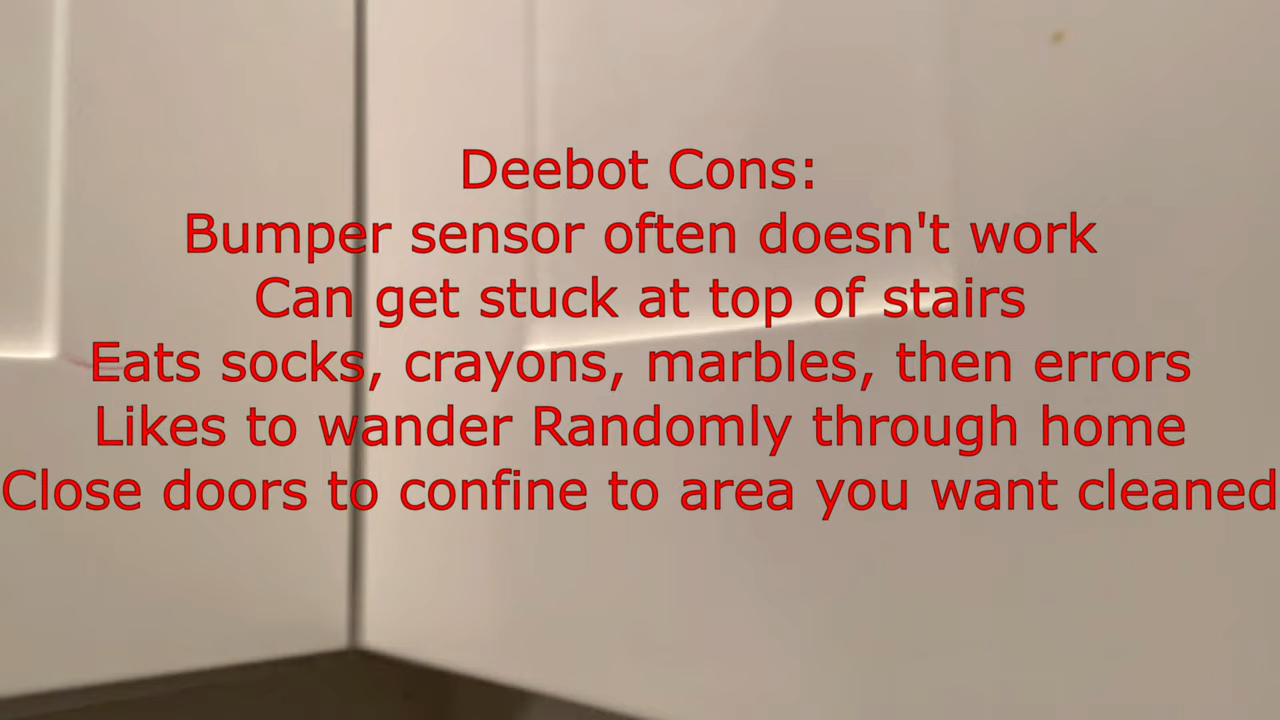 Deebot Cons:
Bumper sensor often doesn't work
Can get stuck at top of stairs
Eats socks, crayons, marbles, then errors
Likes to wander Randomly through home
Close doors to confine to area you want cleaned